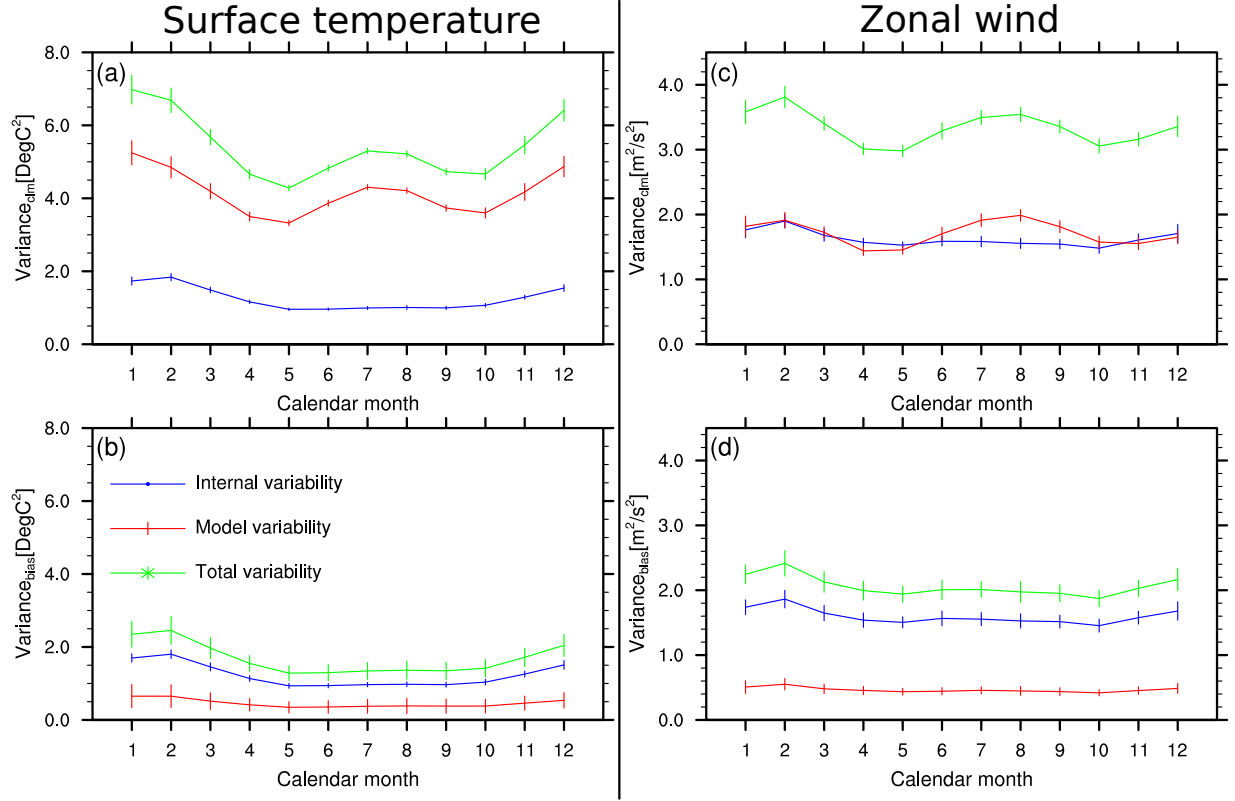 Surface temperature
Zonal wind
(a)
8.0
6.0
4.0
2.0
0.0
Variance_clm[DegC²]
1 2 3 4 5 6 7 8 9 10 11 12
Calendar month
(c)
4.0
3.0
2.0
1.0
0.0
Variance_clm[m²/s²]
1 2 3 4 5 6 7 8 9 10 11 12
Calendar month
(b)
8.0
6.0
4.0
2.0
0.0
Variance_bias[DegC²]
Internal variability
Model variability
Total variability
1 2 3 4 5 6 7 8 9 10 11 12
Calendar month
(d)
4.0
3.0
2.0
1.0
0.0
Variance_bias[m²/s²]
1 2 3 4 5 6 7 8 9 10 11 12
Calendar month